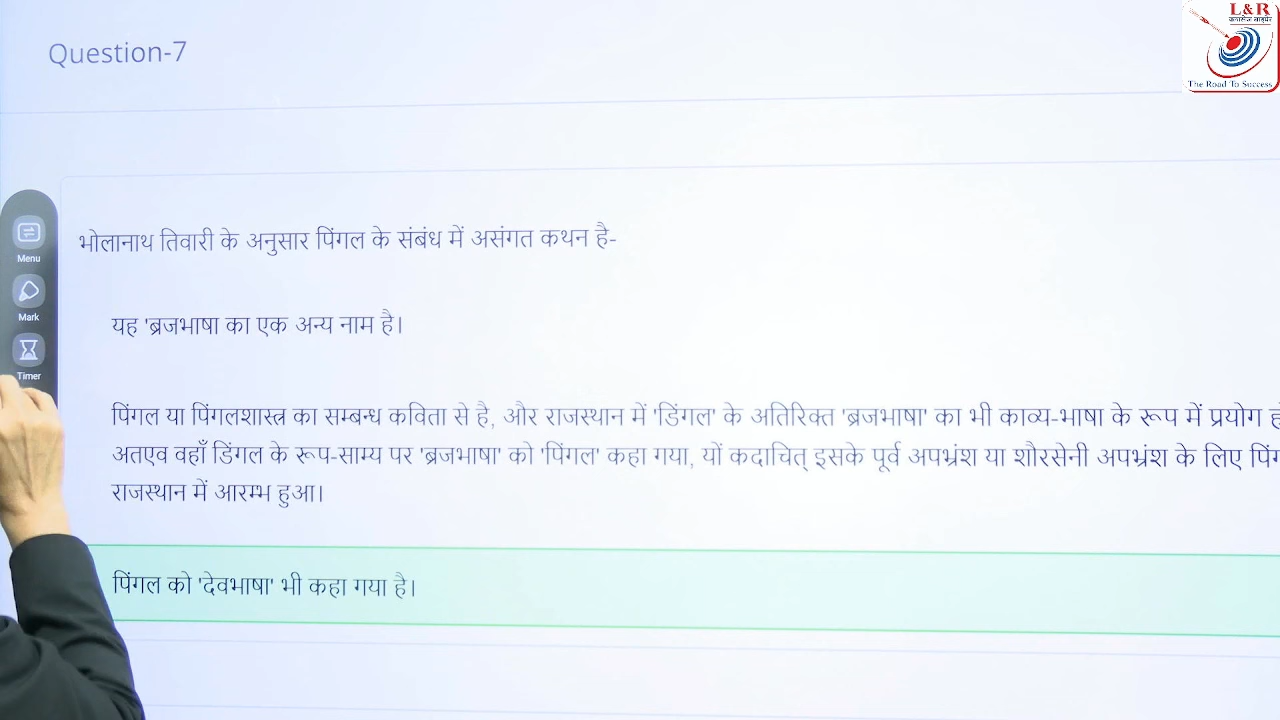 L&R
The Road To Success
Question-7
भोलानाथ तिवारी के अनुसार पिंगल के संबंध में असंगत कथन है-
Menu
यह 'ब्रजभाषा का एक अन्य नाम है।
Mark
Timer
पिंगल या पिंगलशास्त्र का सम्बन्ध कविता से है, और राजस्थान में 'डिंगल' के अतिरिक्त 'ब्रजभाषा' का भी काव्य-भाषा के रूप में प्रयोग
अतएव वहाँ डिंगल के रूप-साम्य पर 'ब्रजभाषा' को 'पिंगल' कहा गया, यों कदाचित् इसके पूर्व अपभ्रंश या शौरसेनी अपभ्रंश के लिए
राजस्थान में आरम्भ हुआ।
पिंगल को 'देवभाषा' भी कहा गया है।